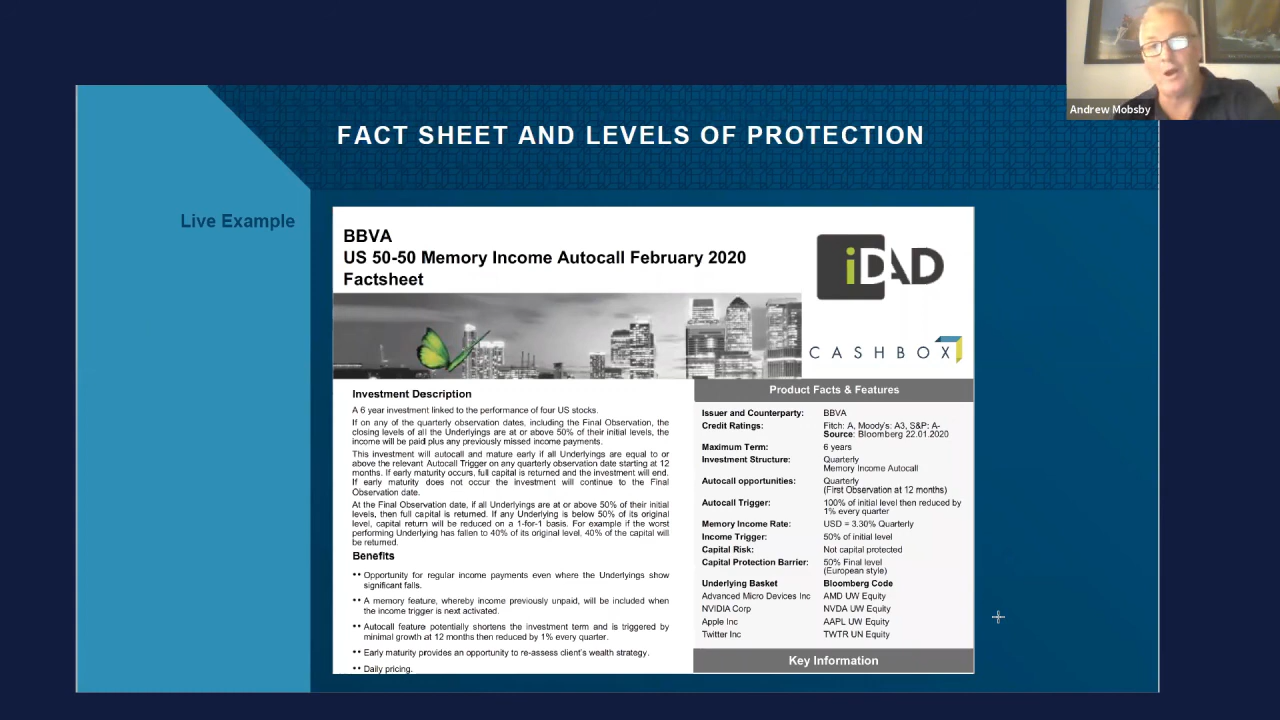 Andrew Mobsby
FACT SHEET AND LEVELS OF PROTECTION
Live Example
BBVA
US 50-50 Memory Income Autocall February 2020
Factsheet
iDAD
CASHBOX
Investment Description
A 6 year investment linked to the performance of four US stocks.
If on any of the quarterly observation dates, including the Final Observation, the
closing levels of all the Underlyings are at or above 50% of their initial levels, the
income will be paid plus any previously missed income payments.
This investment will autocall and mature early if all Underlyings are equal to or
above the relevant Autocall Trigger on any quarterly observation date starting at 12
months. If early maturity occurs, full capital is returned and the investment will end.
If early maturity does not occur the investment will continue to the Final
Observation date.
At the Final Observation date, if all Underlyings are at or above 50% of their initial
levels, then full capital is returned. If any Underlying is below 50% of its original
level, capital return will be reduced on a 1-for-1 basis. For example if the worst
performing Underlying has fallen to 40% of its original level, 40% of the capital will
be returned.
Benefits
•• Opportunity for regular income payments even where the Underlyings show
significant falls.
•• A memory feature, whereby income previously unpaid, will be included when
the income trigger is next activated.
•• Autocall feature potentially shortens the investment term and is triggered by
minimal growth at 12 months then reduced by 1% every quarter.
•• Early maturity provides an opportunity to re-assess client's wealth strategy.
•• Daily pricing.
Product Facts & Features
Issuer and Counterparty: BBVA
Credit Ratings: Fitch: A, Moody's: A3, S&P: A-
Source: Bloomberg 22.01.2020
Maximum Term: 6 years
Investment Structure: Quarterly
Memory Income Autocall
Autocall opportunities: Quarterly
(First Observation at 12 months)
Autocall Trigger: 100% of initial level then reduced by
1% every quarter
Memory Income Rate: USD = 3.30% Quarterly
Income Trigger: 50% of initial level
Capital Risk: Not capital protected
Capital Protection Barrier: 50% Final level
(European style)
Underlying Basket Bloomberg Code
Advanced Micro Devices Inc AMD UW Equity
NVIDIA Corp NVDA UW Equity
Apple Inc AAPL UW Equity
Twitter Inc TWTR UN Equity
Key Information